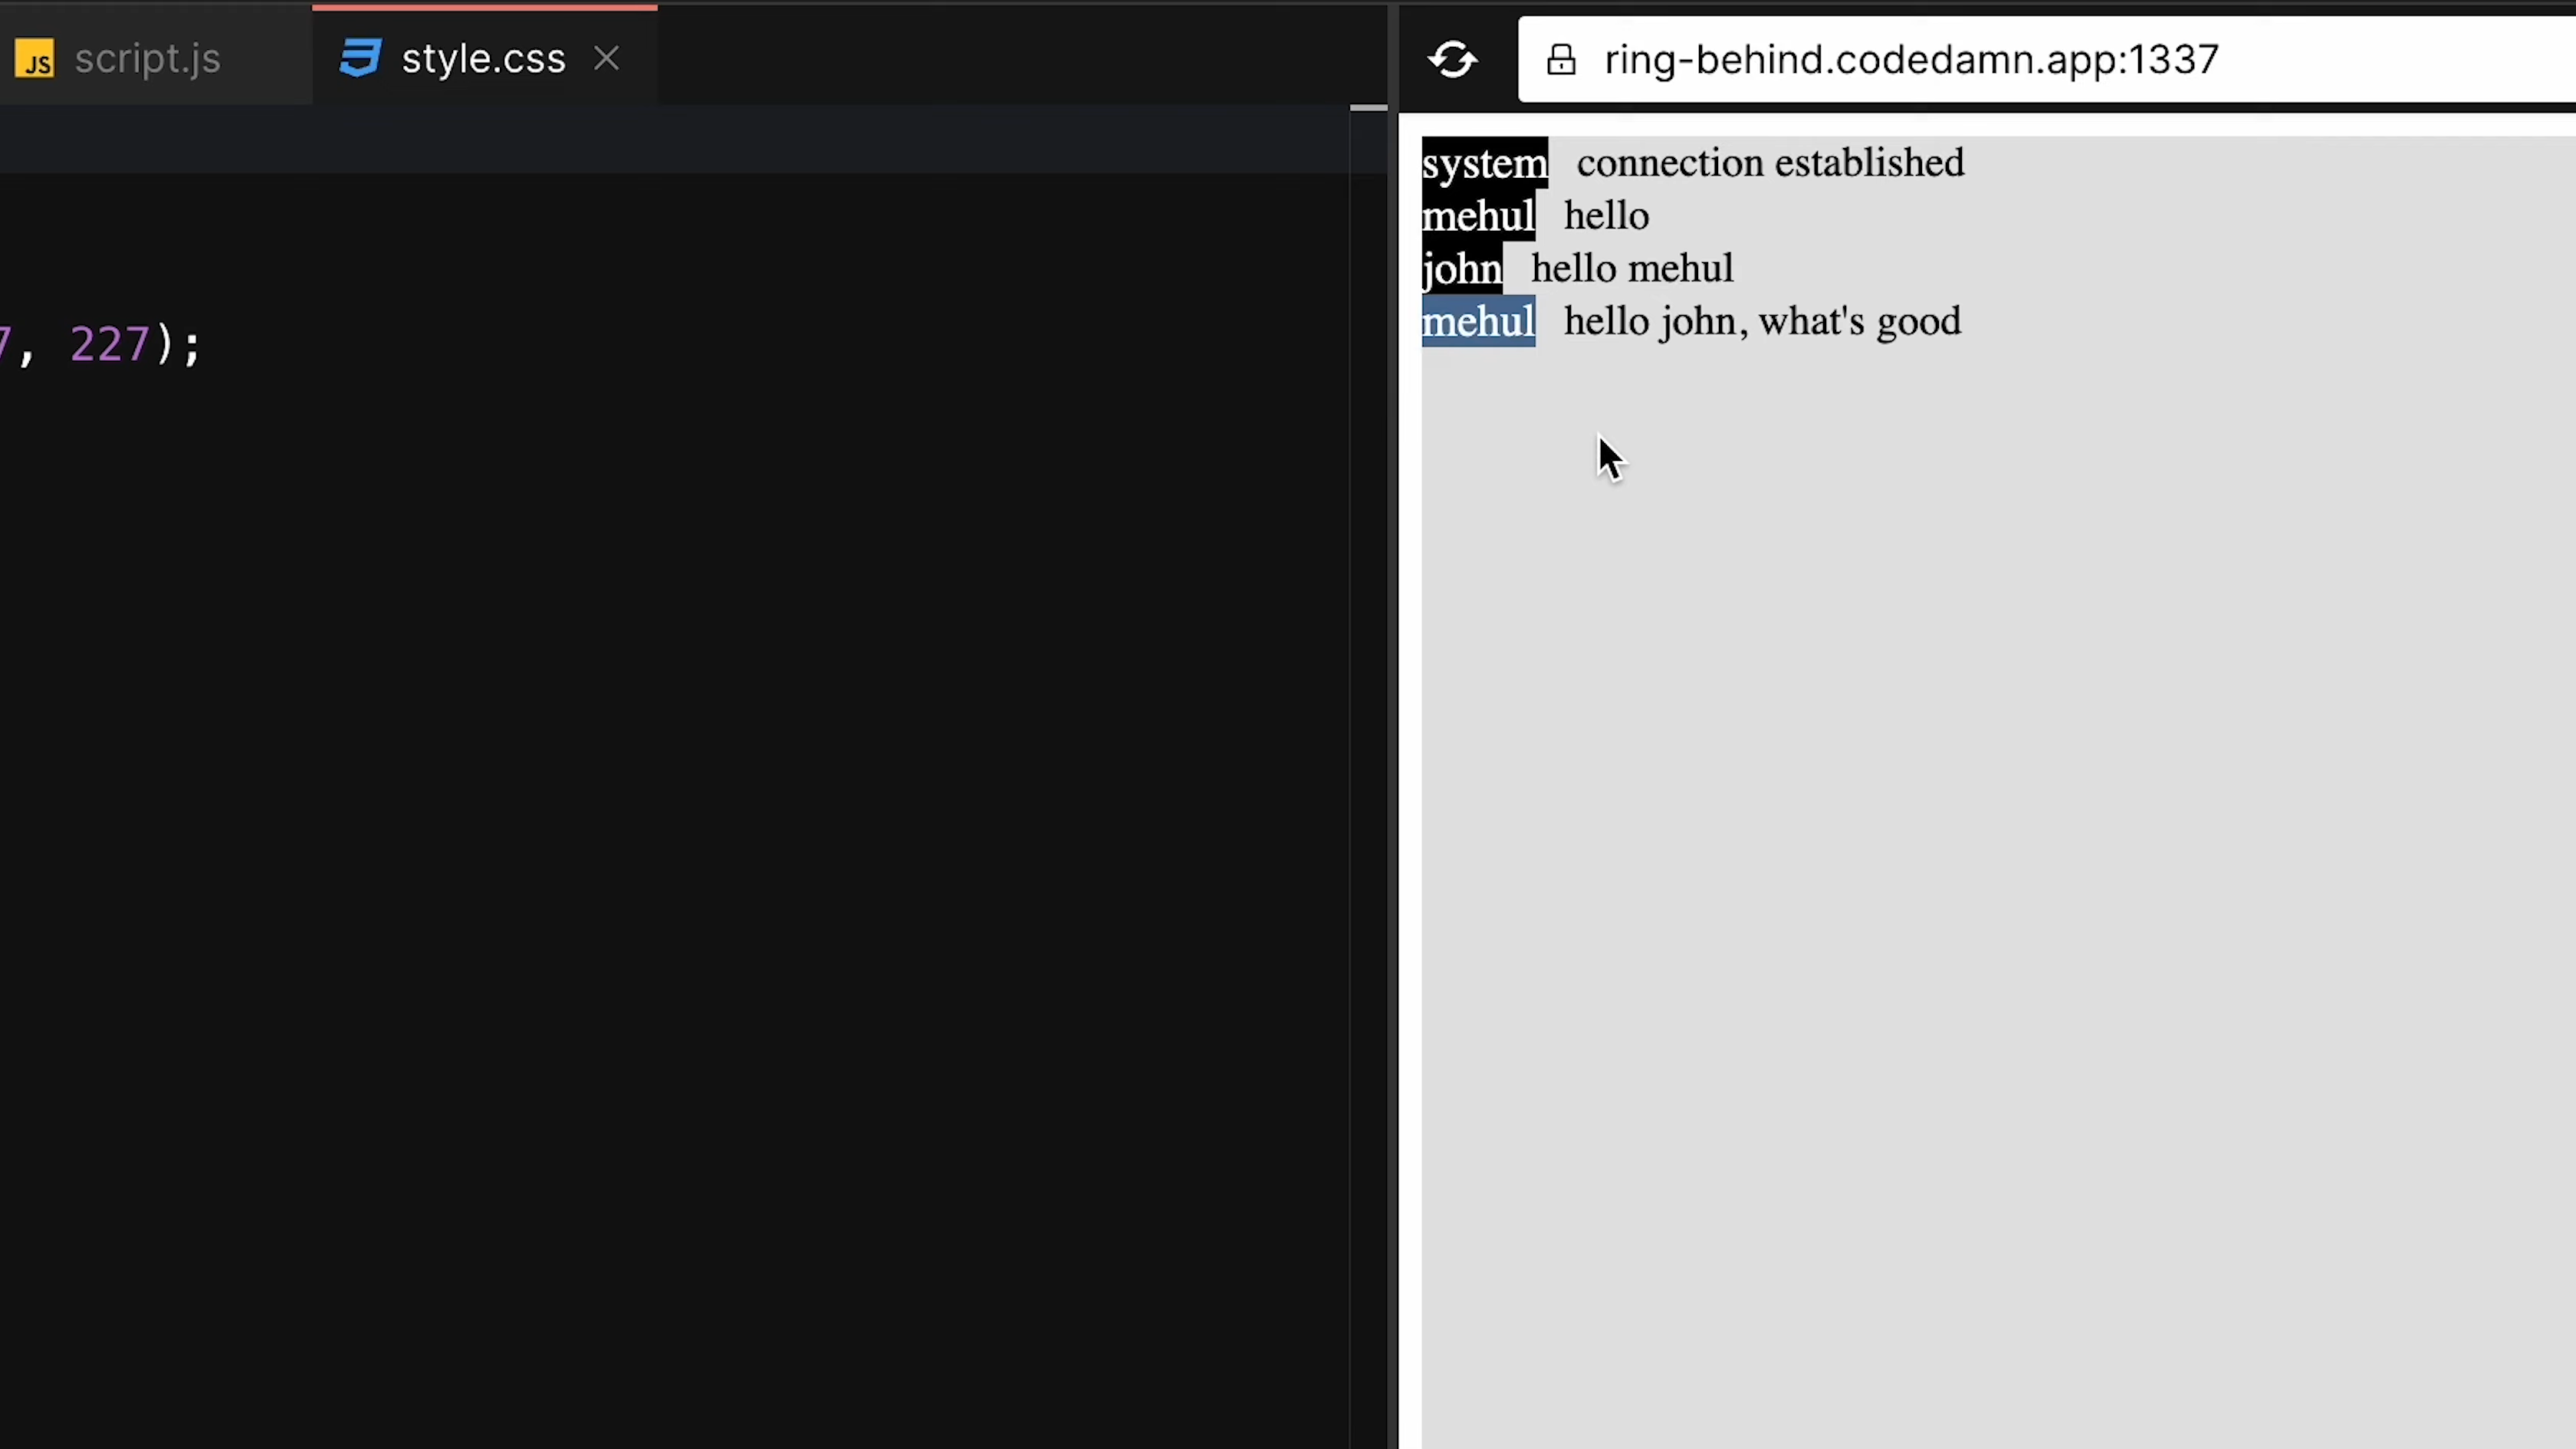 JS script.js
style.css
ring-behind.codedamn.app:1337
, 227);
system connection established
mehul hello
john hello mehul
mehul hello john, what's good